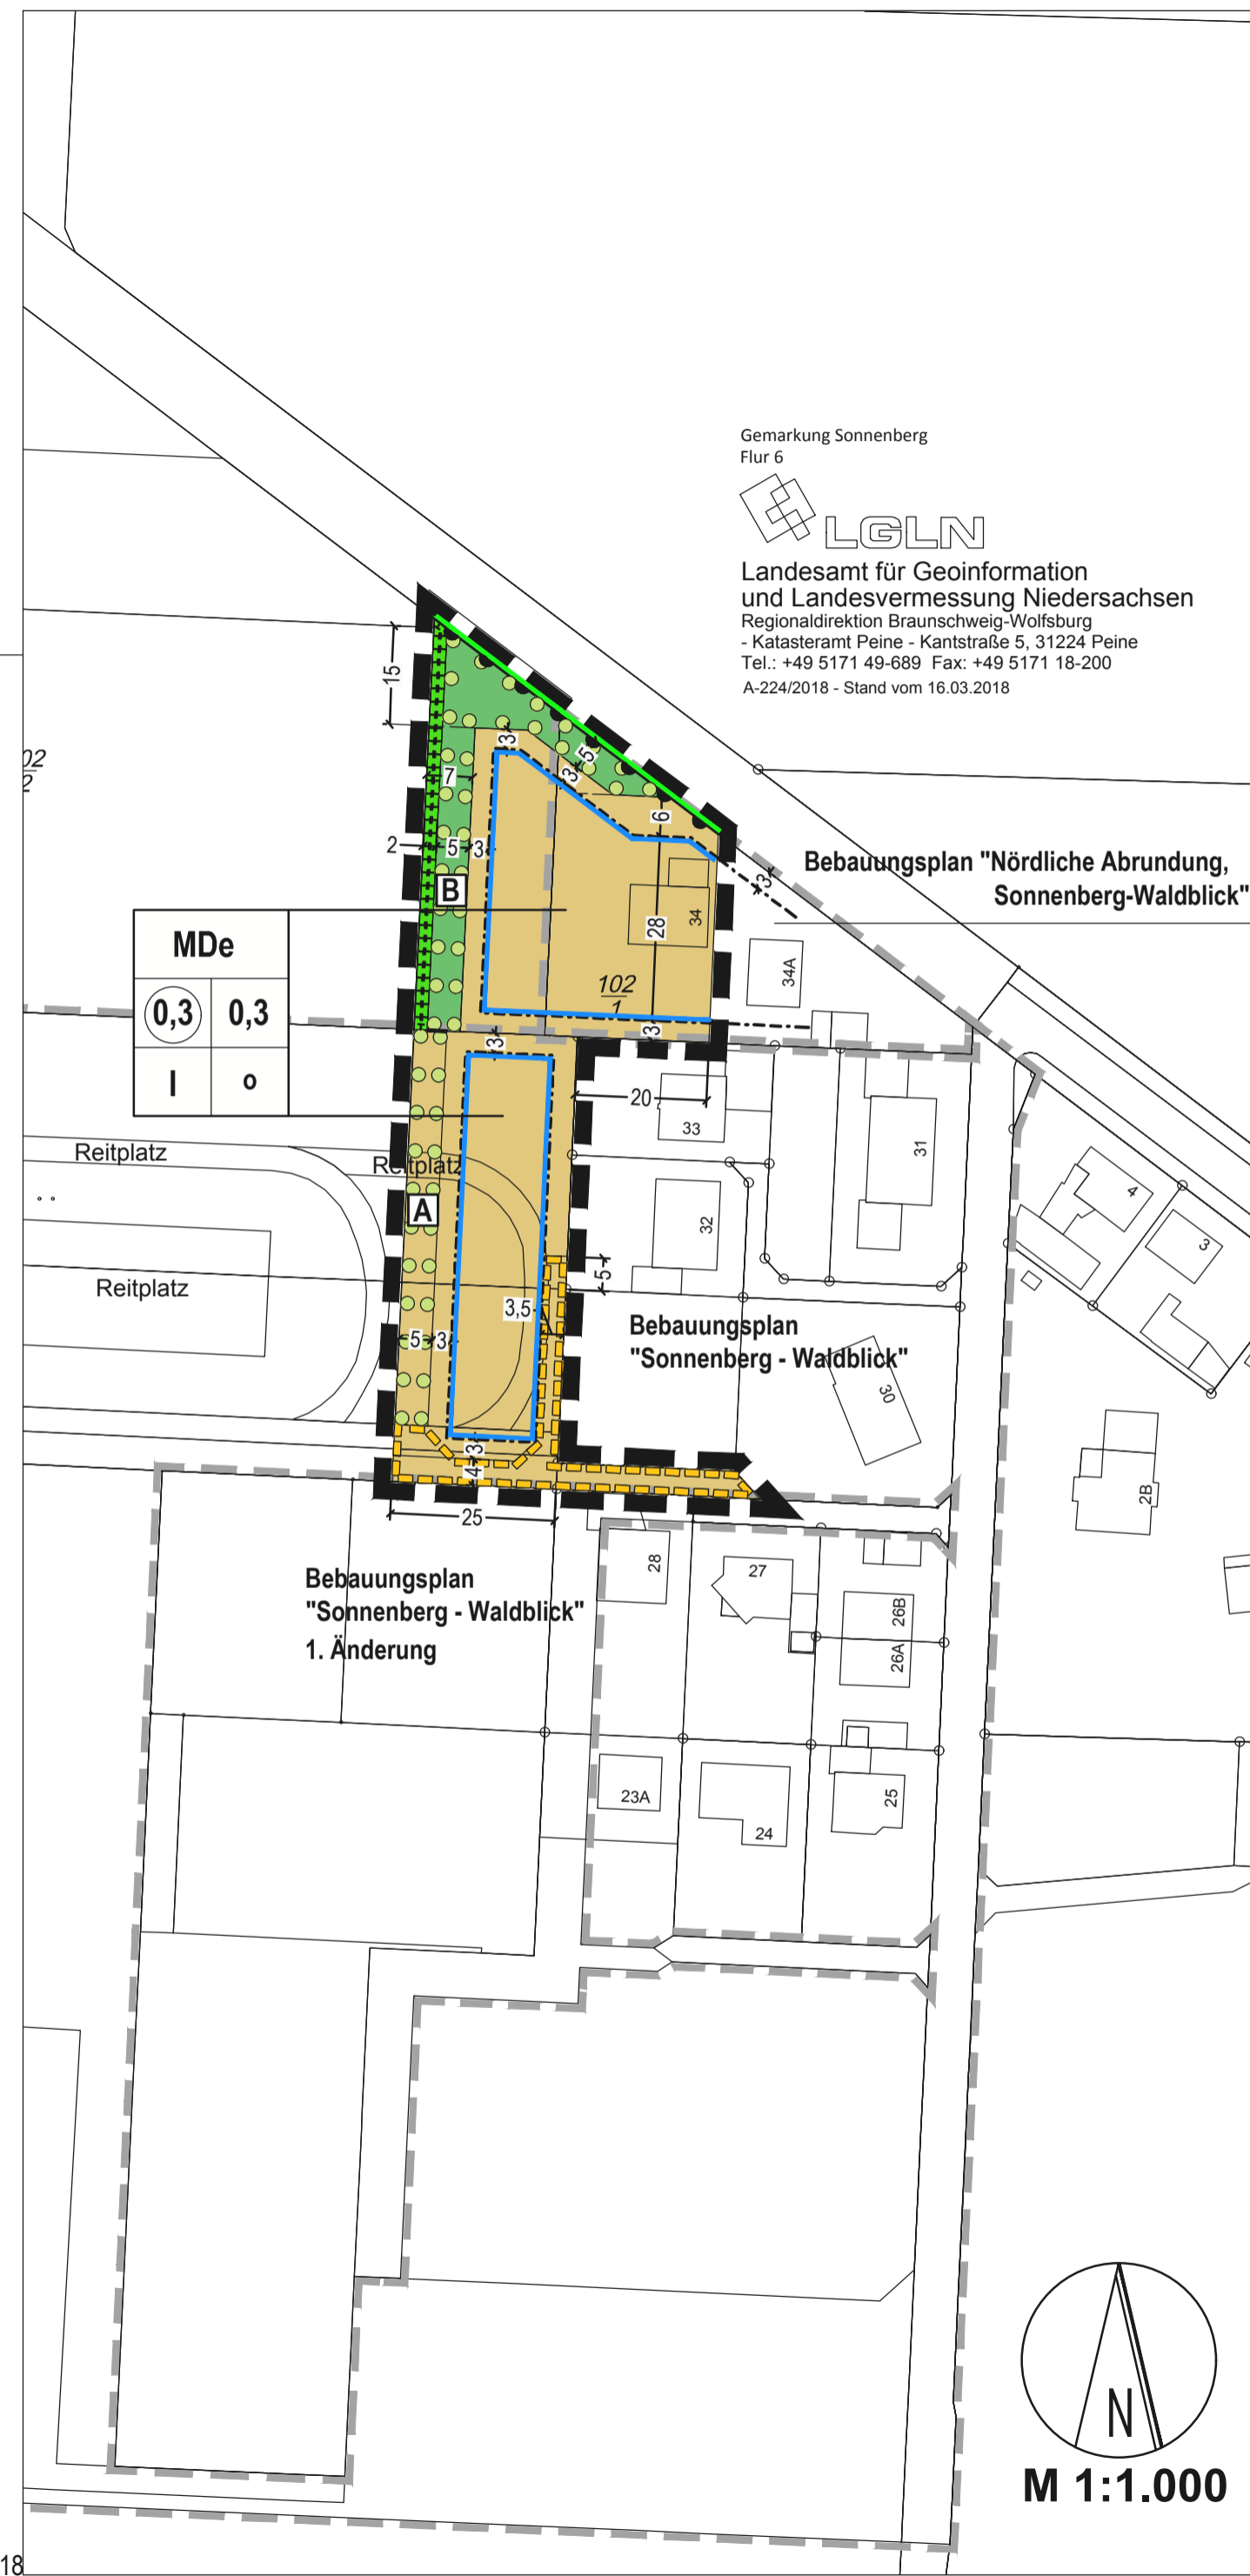 Gemarkung Sonnenberg
Flur 6
LGLN
Landesamt für Geoinformation
und Landesvermessung Niedersachsen
Regionaldirektion Braunschweig-Wolfsburg
- Katasteramt Peine - Kantstraße 5, 31224 Peine
Tel.: +49 5171 49-689 Fax: +49 5171 18-200
A-224/2018 - Stand vom 16.03.2018
15
3
5
3
02
2
7
6
2
5
3
B
Bebauungsplan "Nördliche Abrundung,
Sonnenberg-Waldblick"
3
34
28
34A
MDe
0,3
0,3
I
o
102
1
3
3
20
33
31
32
Reitplatz
Reitplatz
A
4
3
Reitplatz
5
3,5
5
3
Bebauungsplan
"Sonnenberg - Waldblick"
30
3
4
25
2B
28
27
26B
26A
Bebauungsplan
"Sonnenberg - Waldblick"
1. Änderung
23A
24
25
N
M 1:1.000
18